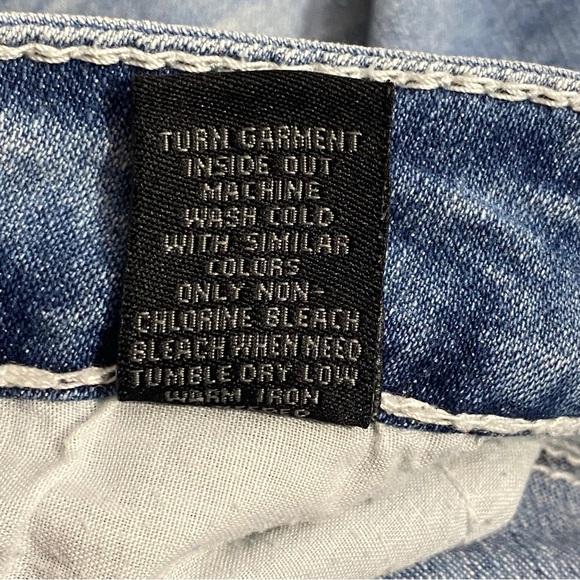 TURN GARMENT
INSIDE OUT
MACHINE
WASH COLD
WITH SIMILAR
COLORS
ONLY NON-
CHLORINE BLEACH
BLEACH WHEN NEED
TUMBLE DRY LOW
WARM IRON